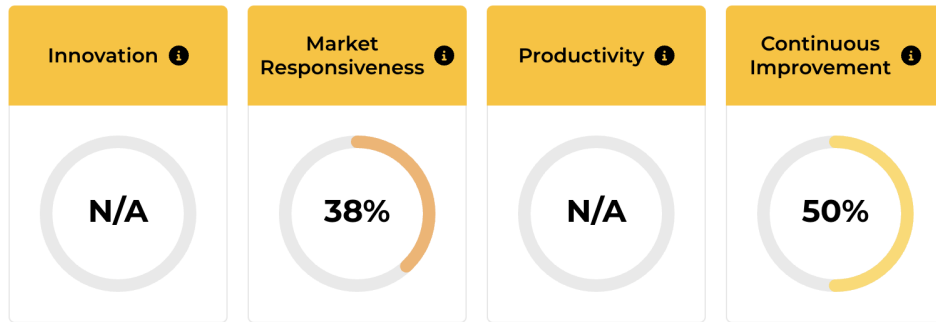 Innovation
Market
Responsiveness
Productivity
Continuous
Improvement
N/A
38%
N/A
50%